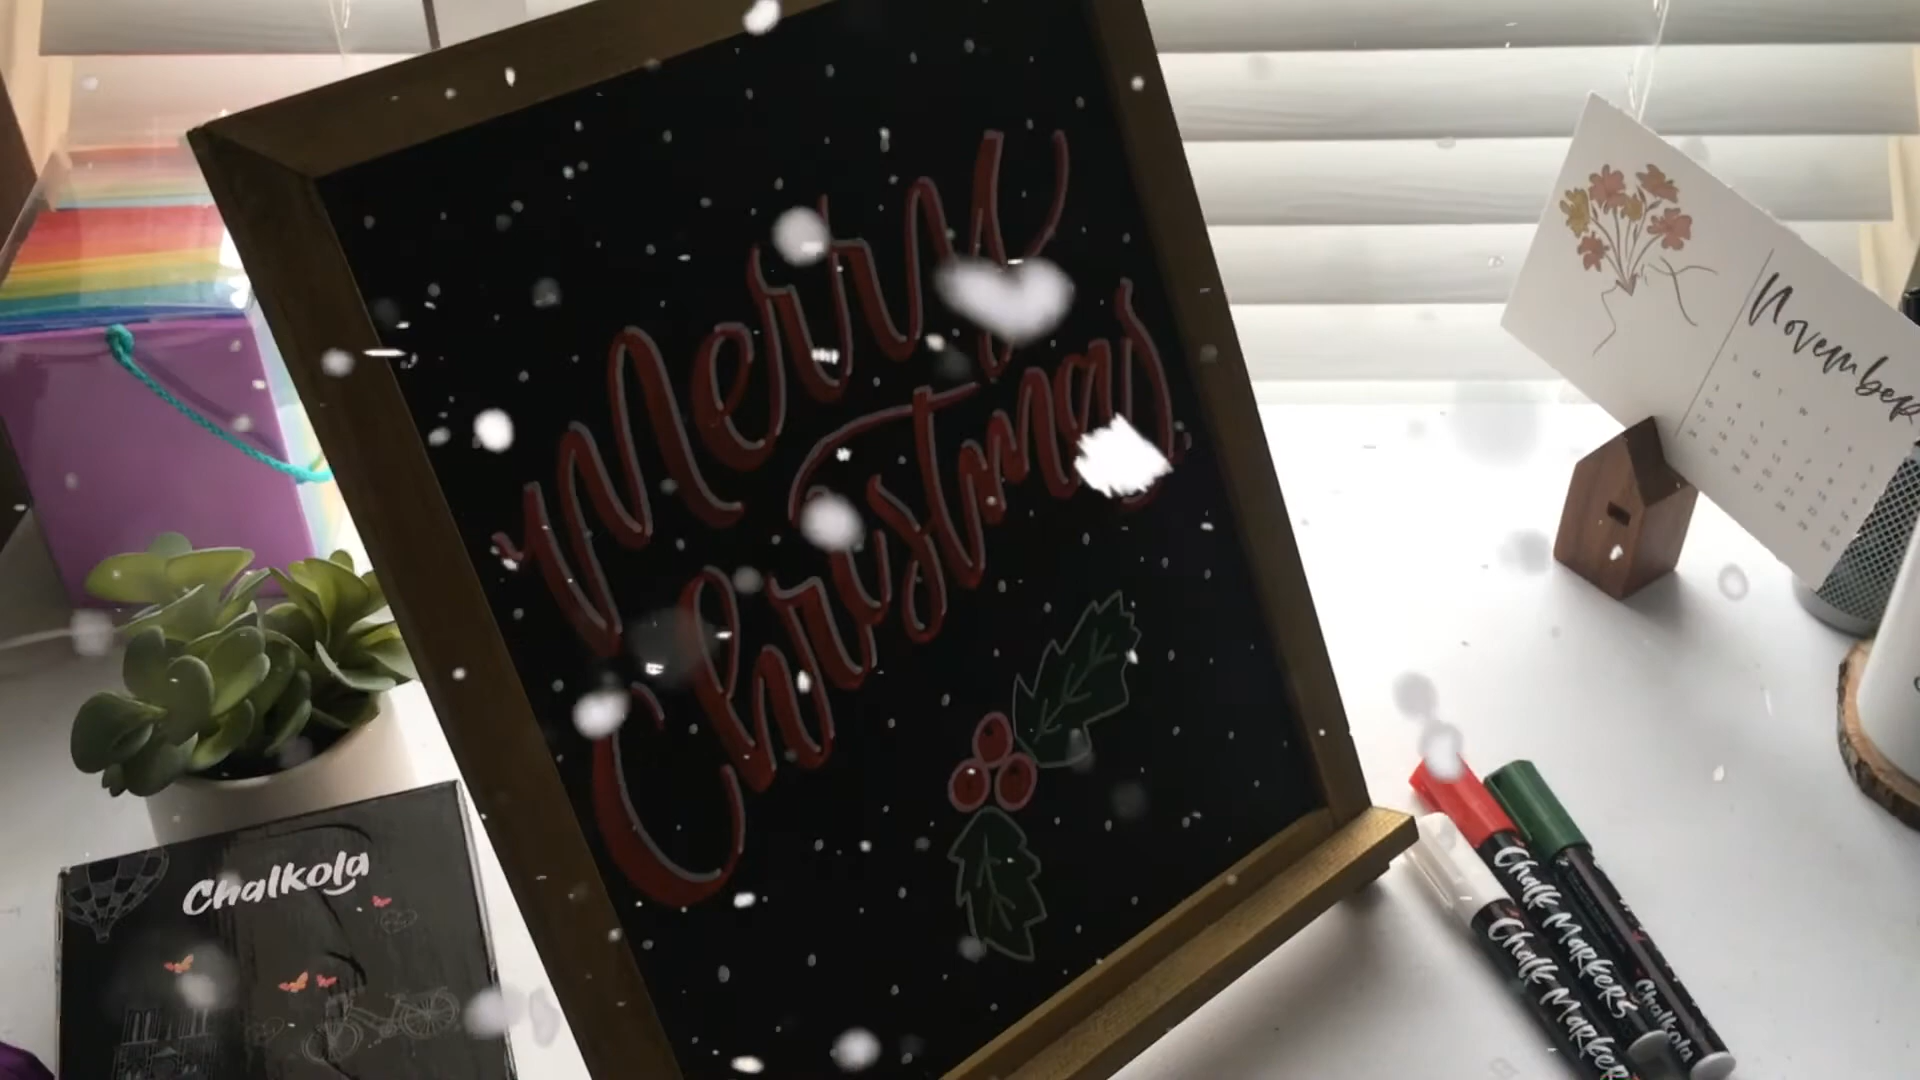 Merry
Christmas
November
Chalkola
Chalk Markers
Chalk Markers
Chalkola